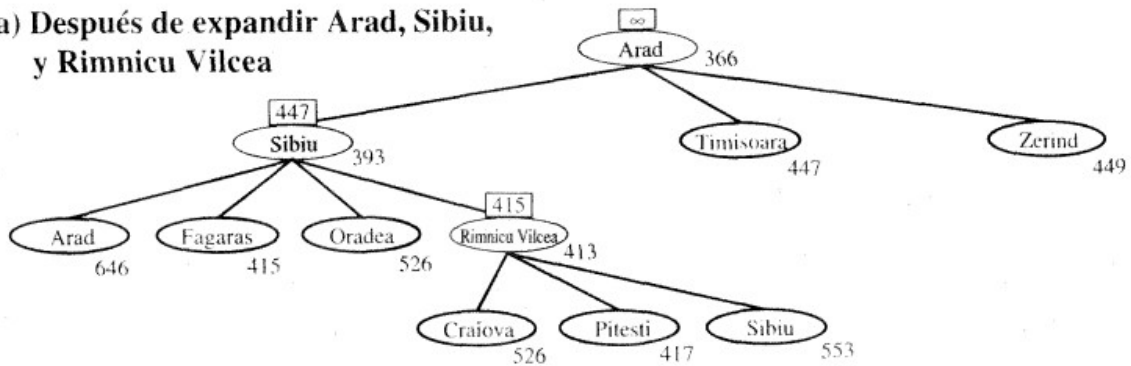 a) Después de expandir Arad, Sibiu,
y Rimnicu Vilcea
∞
Arad 366
447
Sibiu 393
Timisoara 447
Zerind 449
Arad 646
Fagaras 415
Oradea 526
415
Rimnicu Vilcea 413
Craiova 526
Pitesti 417
Sibiu 553